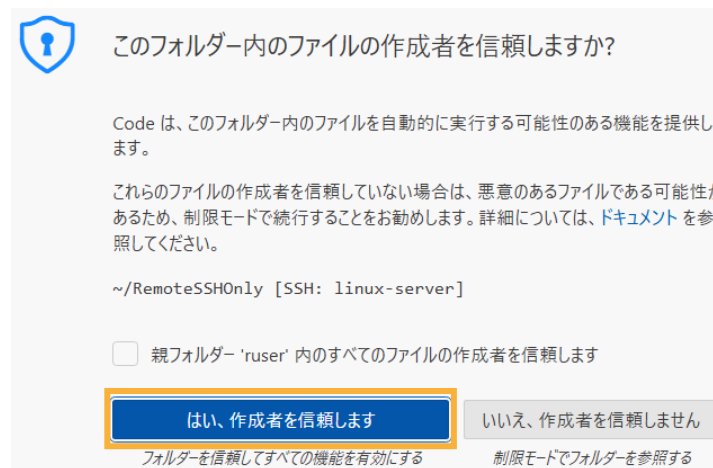 このフォルダー内のファイルの作成者を信頼しますか?
Code は、このフォルダー内のファイルを自動的に実行する可能性のある機能を提供し
ます。
これらのファイルの作成者を信頼していない場合は、悪意のあるファイルである可能性が
あるため、制限モードで続行することをお勧めします。詳細については、ドキュメント を参
照してください。
~/RemoteSSHOnly [SSH: linux-server]
親フォルダー 'ruser' 内のすべてのファイルの作成者を信頼します
はい、作成者を信頼します
いいえ、作成者を信頼しません
フォルダーを信頼してすべての機能を有効にする
制限モードでフォルダーを参照する